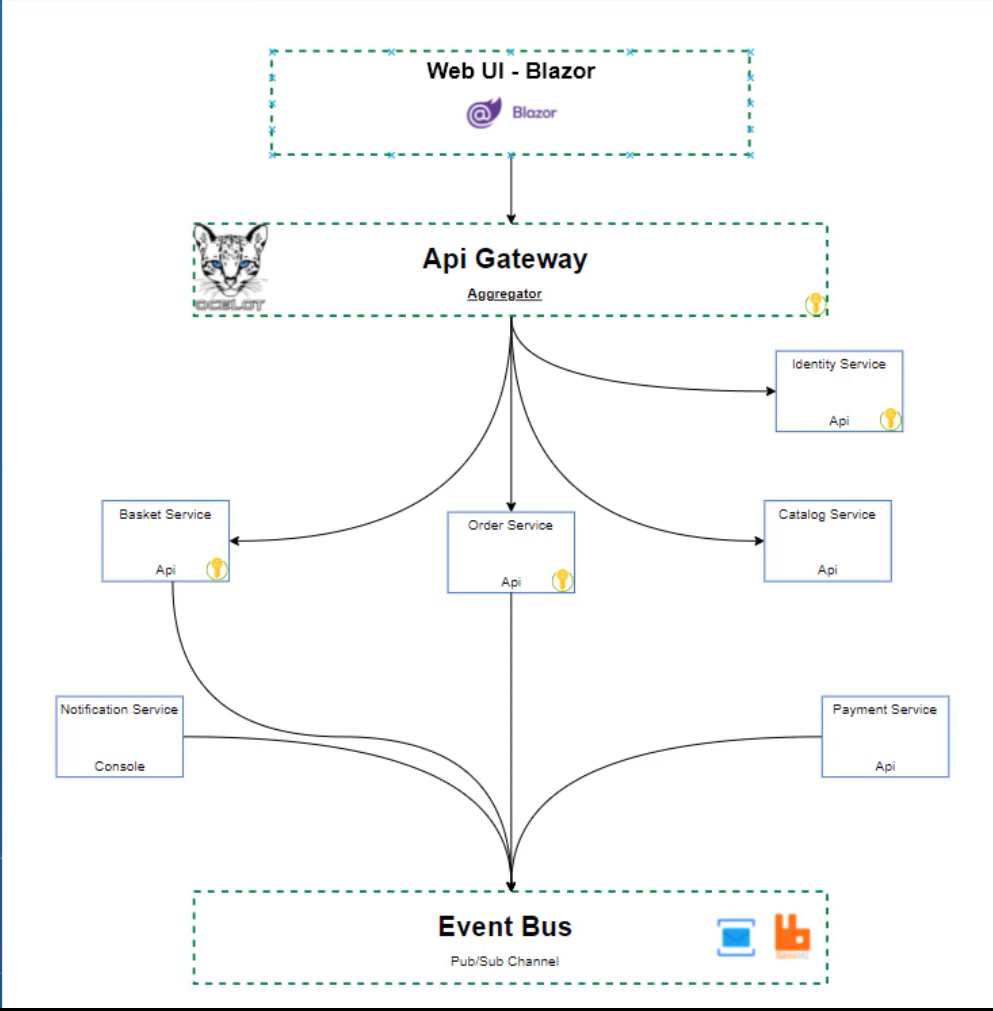 Web UI - Blazor
Blazor
Api Gateway
OCELOT
Aggregator
Identity Service
Api
Basket Service
Api
Order Service
Api
Catalog Service
Api
Notification Service
Console
Payment Service
Api
Event Bus
Pub/Sub Channel